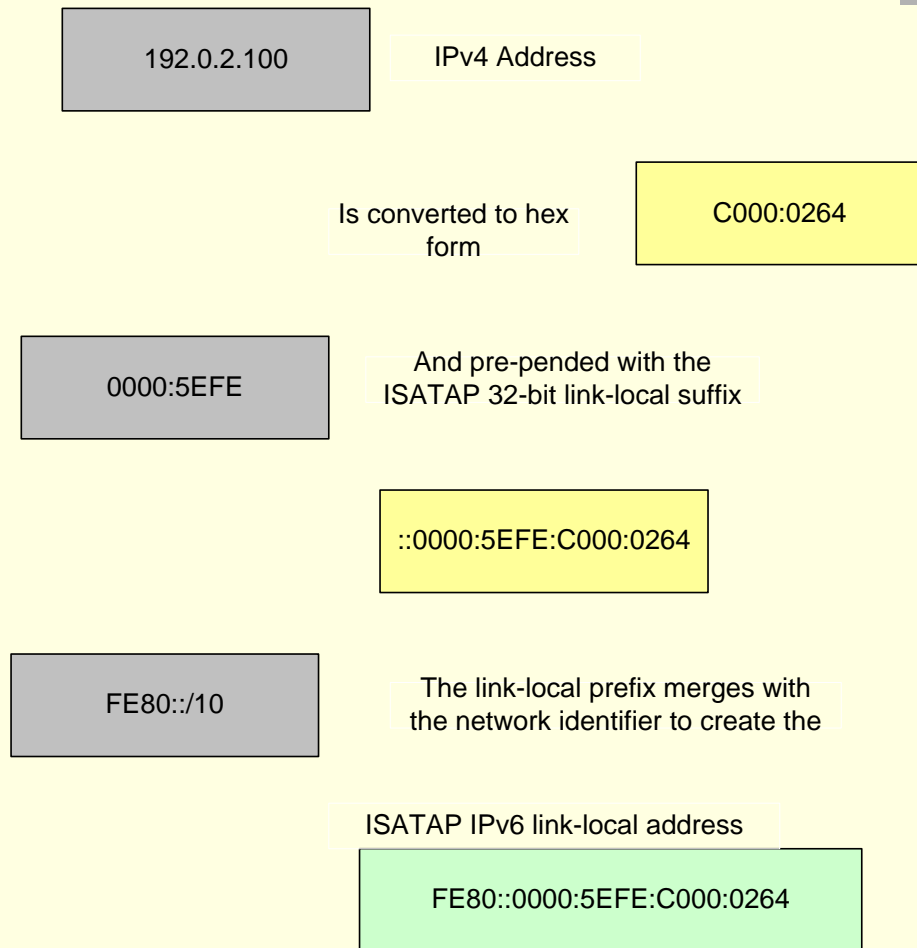 192.0.2.100
IPv4 Address
Is converted to hex
form
C000:0264
0000:5EFE
And pre-pended with the
ISATAP 32-bit link-local suffix
::0000:5EFE:C000:0264
FE80::/10
The link-local prefix merges with
the network identifier to create the
ISATAP IPv6 link-local address
FE80::0000:5EFE:C000:0264